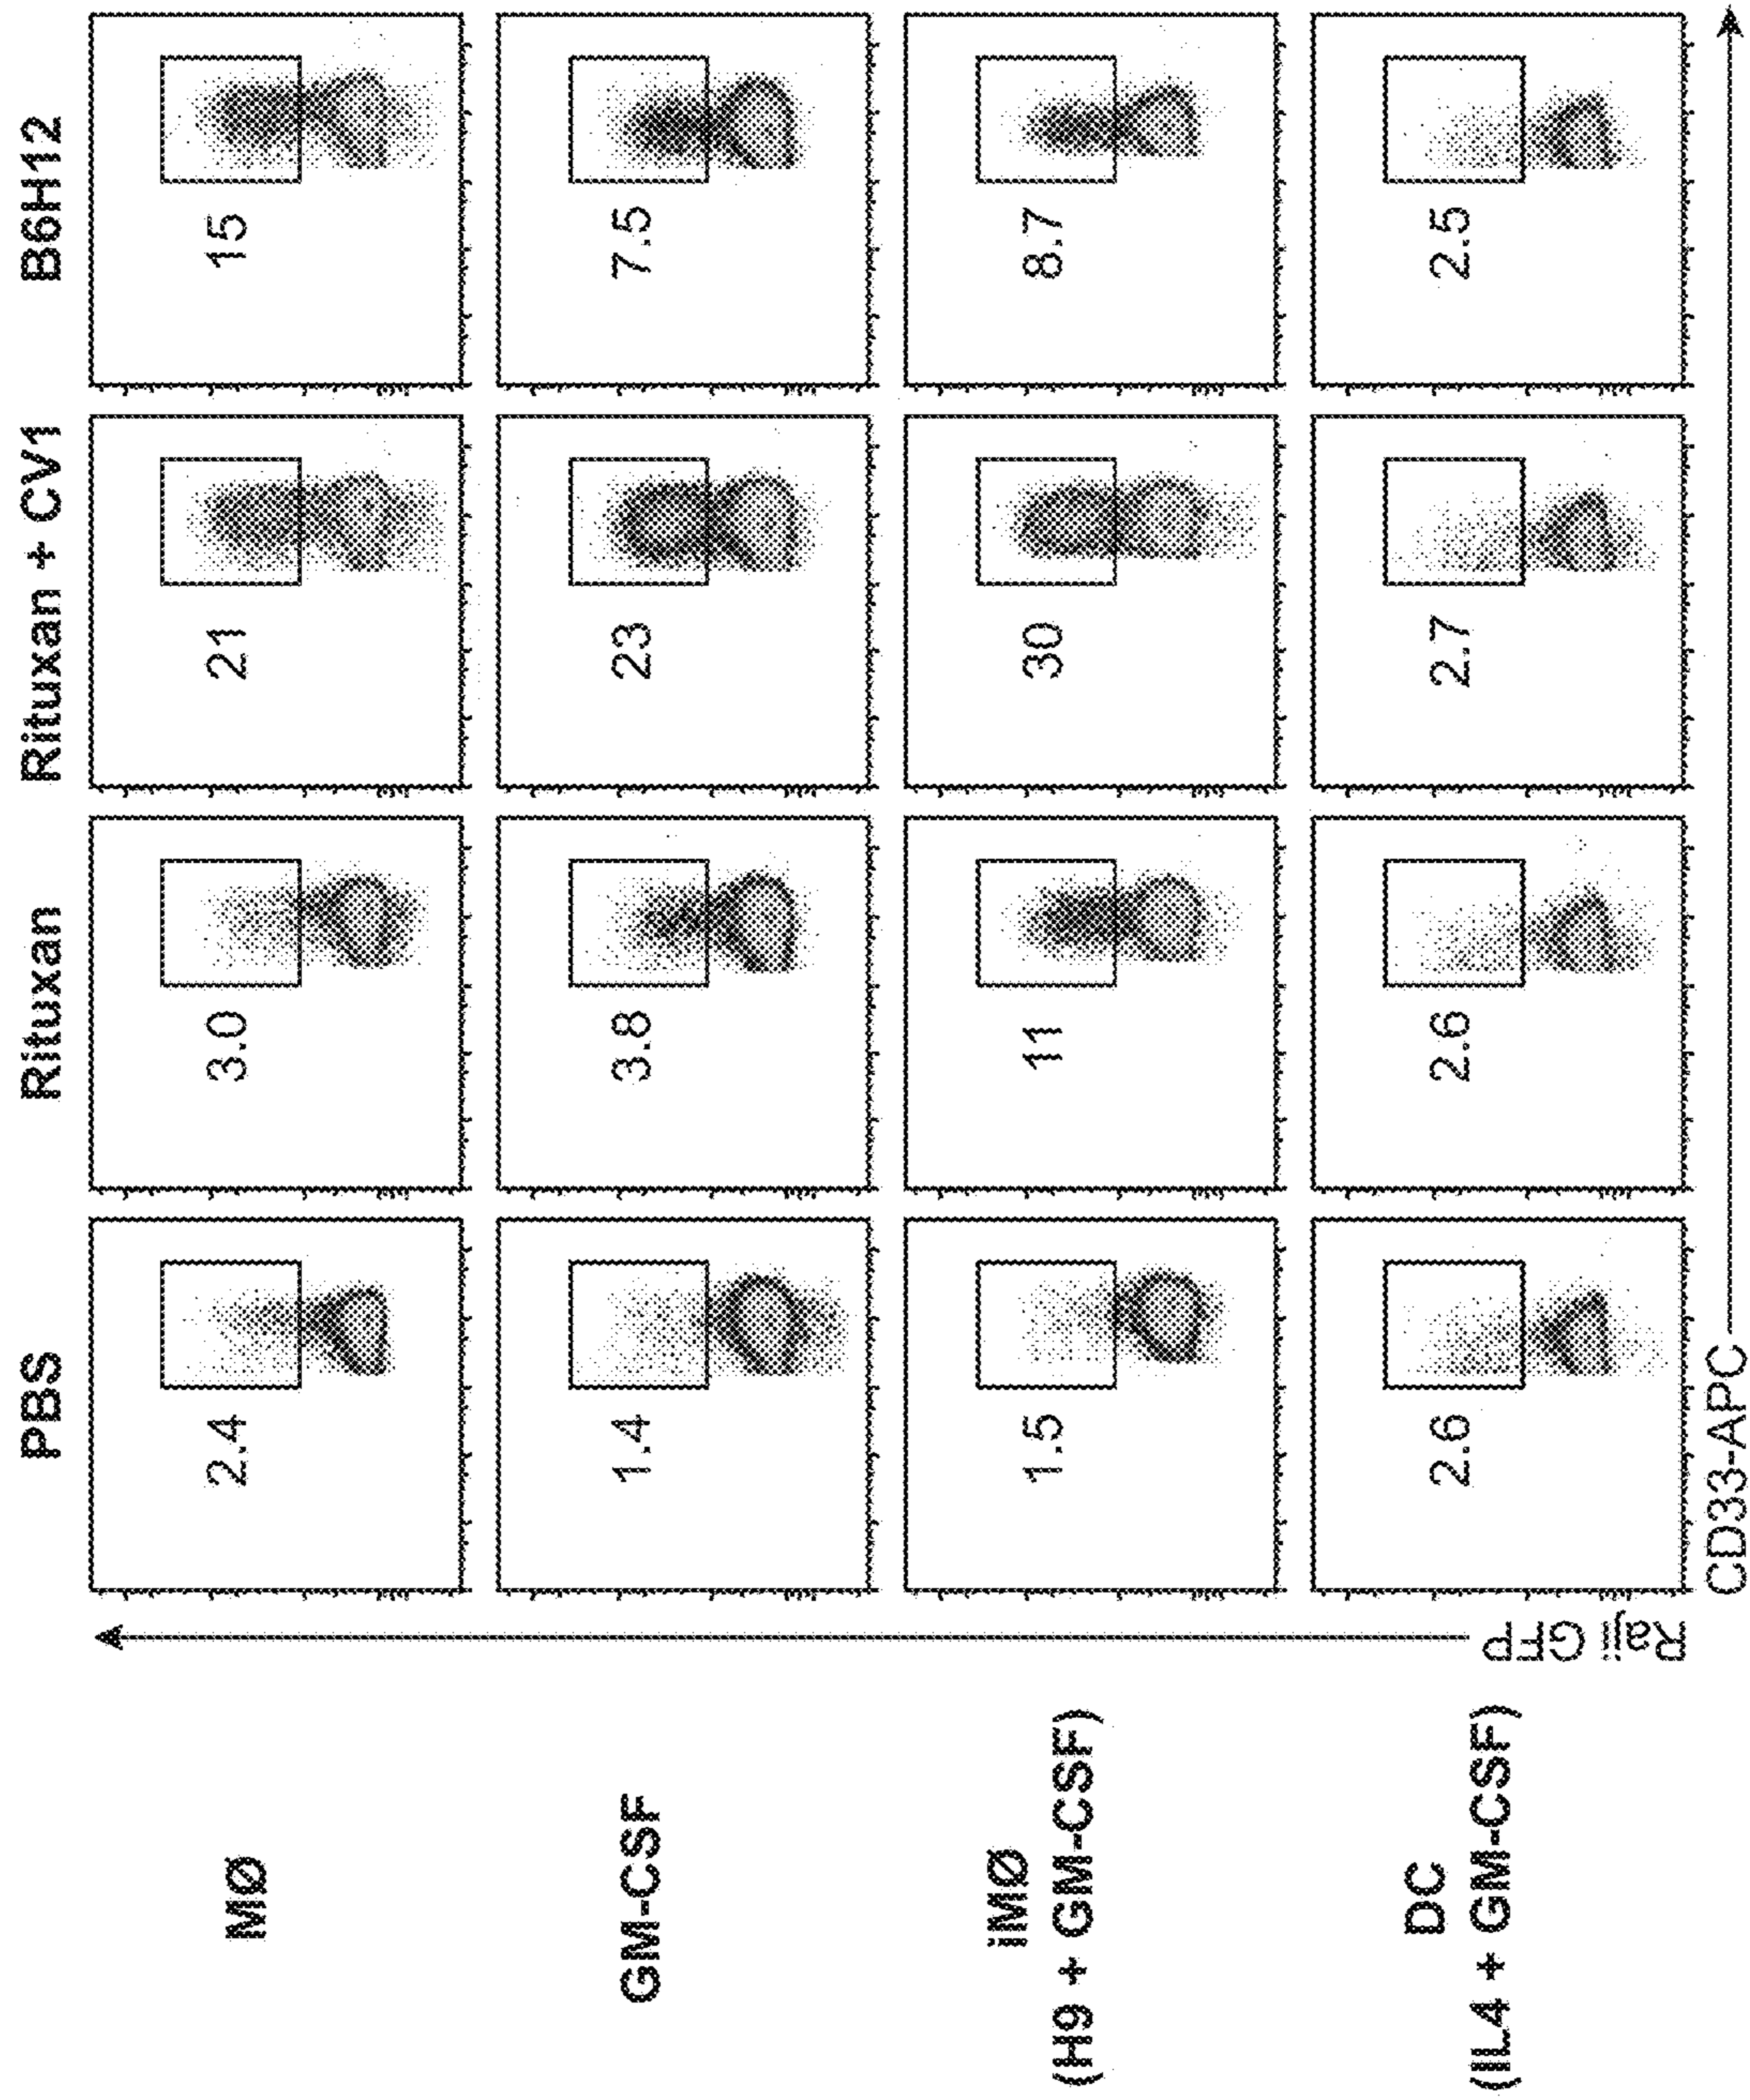 PBS
Rituxan
Rituxan + CV1
B6H12
MØ
2.4
3.0
21
15
GM-CSF
1.4
3.8
23
7.5
iMØ
(H9 + GM-CSF)
1.5
11
30
8.7
DC
(IL4 + GM-CSF)
2.6
2.6
2.7
2.5
Raji GFP
CD33-APC